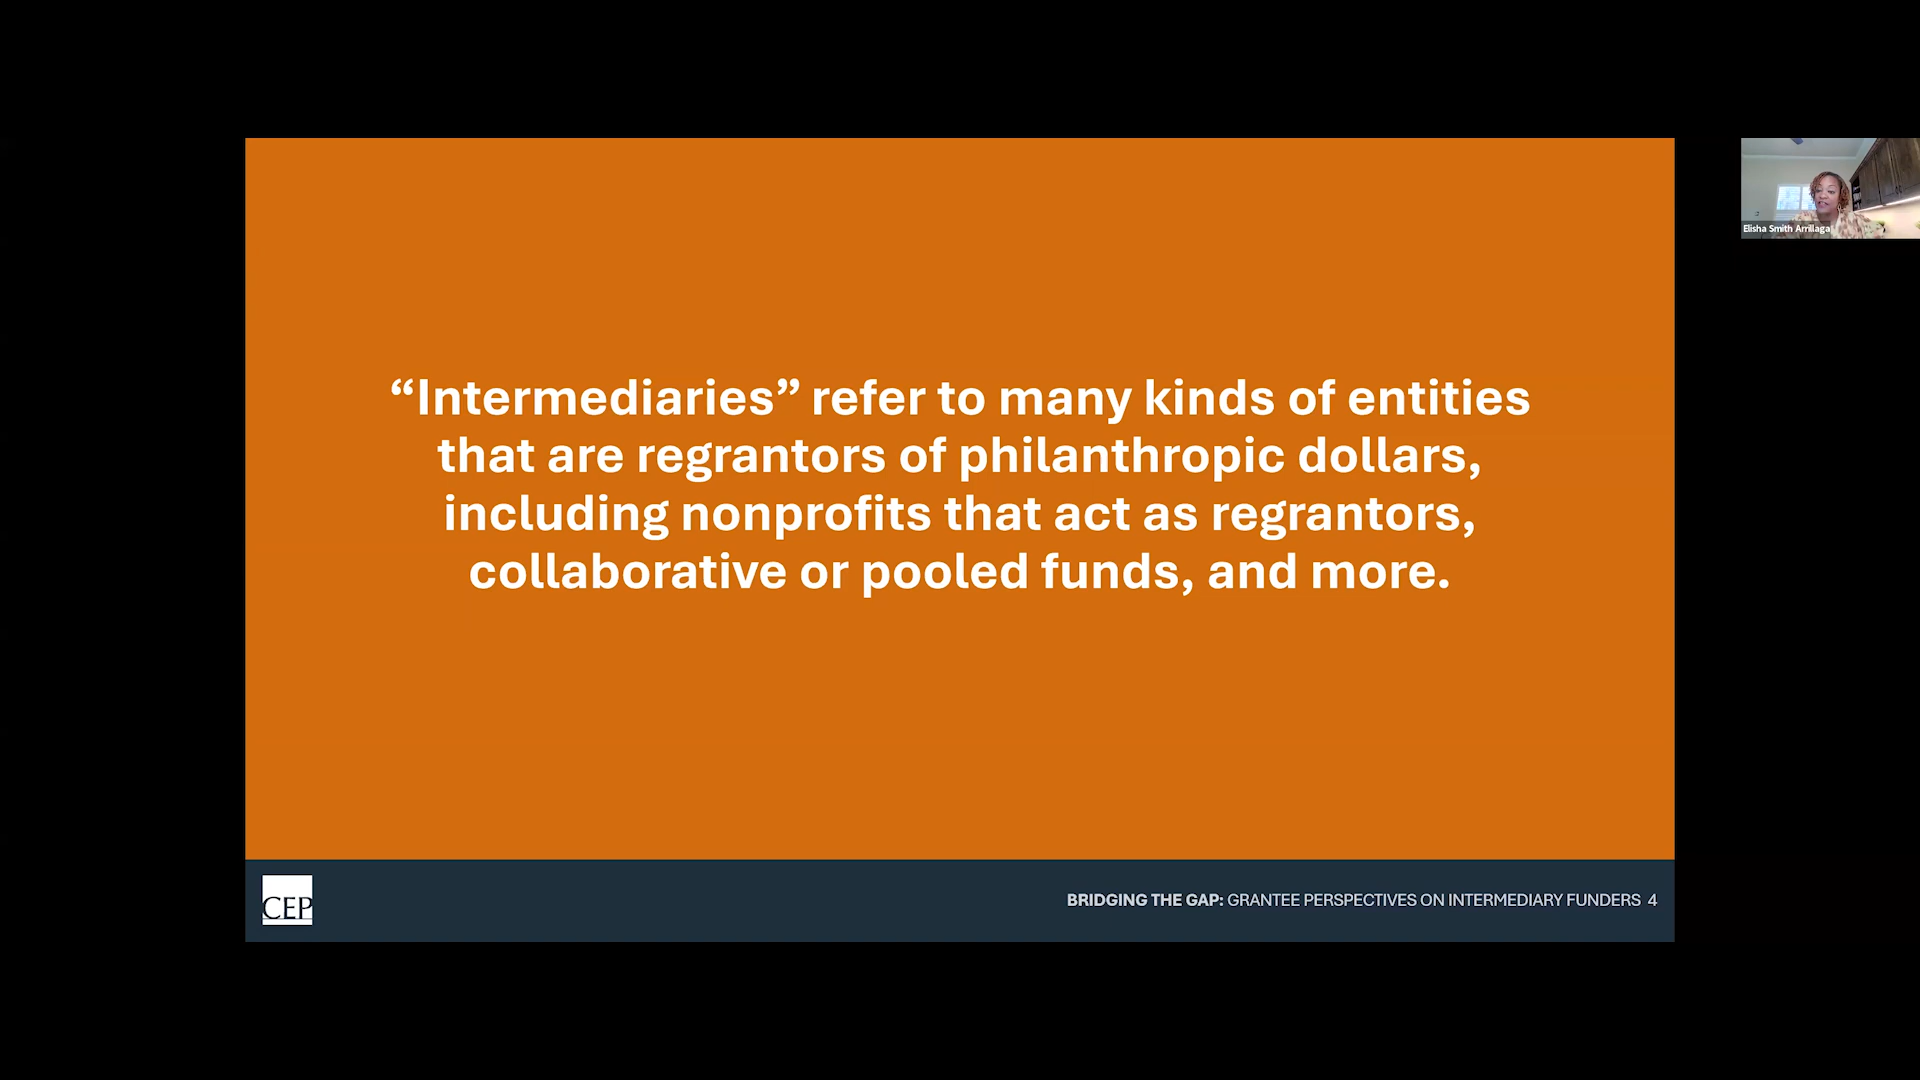 “Intermediaries” refer to many kinds of entities
that are regrantors of philanthropic dollars,
including nonprofits that act as regrantors,
collaborative or pooled funds, and more.
Elisha Smith Arrillaga
CEP
BRIDGING THE GAP: GRANTEE PERSPECTIVES ON INTERMEDIARY FUNDERS 4